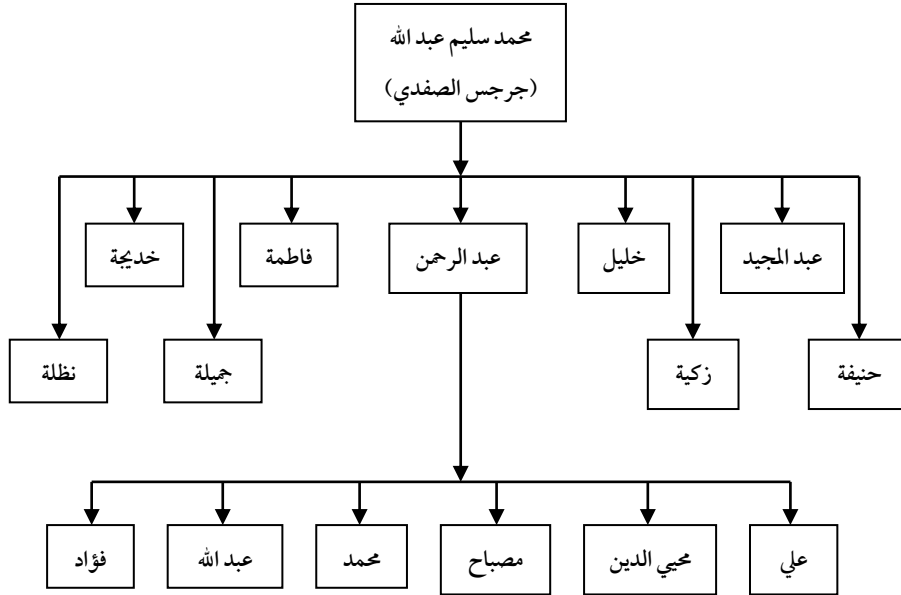 محمد سليم عبد الله
(جرجس الصفدي)
عبد المجيد
خليل
عبد الرحمن
فاطمة
خديجة
حنيفة
زكية
جميلة
نظلة
علي
محيي الدين
مصباح
محمد
عبد الله
فؤاد